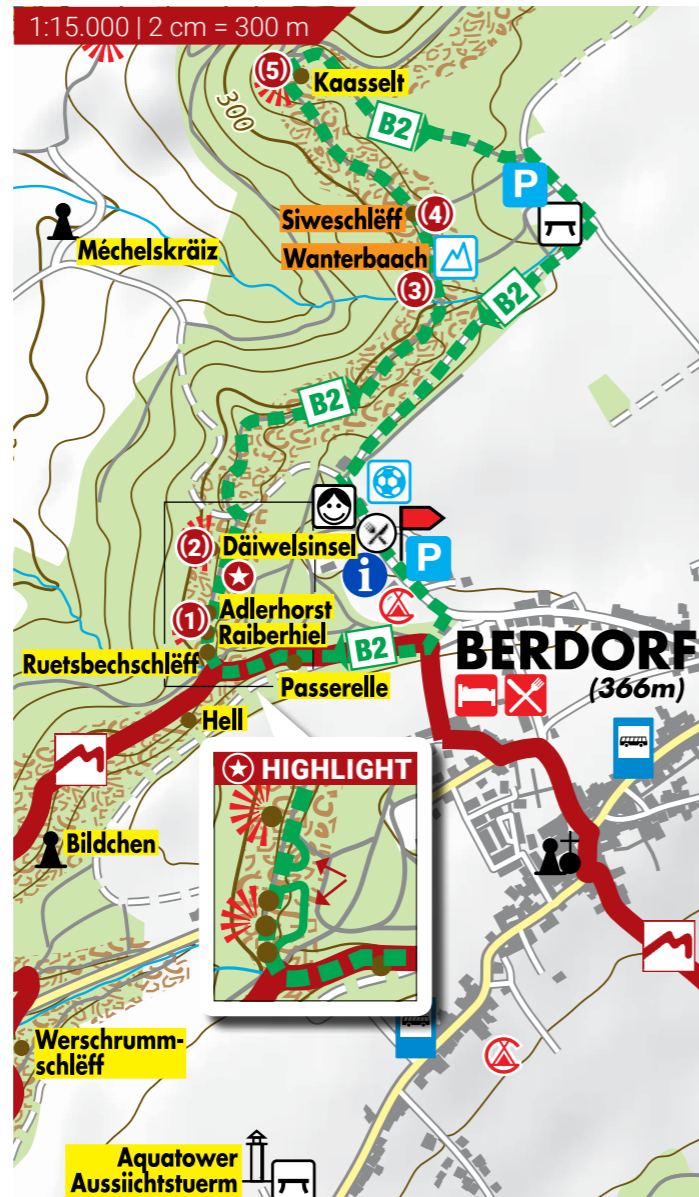 1:15.000 | 2 cm = 300 m
(5)
Kaasselt
300
B2
P
Siweschlëff
(4)
Méchelskräiz
Wanterbaach
(3)
B2
B2
(2)
Däiwelsinsel
P
i
(1)
Adlerhorst
Raiberhiel
B2
BERDORF
(366m)
Ruetsbechschlëff
Passerelle
Hell
HIGHLIGHT
Bildchen
Werschrumm-
schlëff
Aquatower
Aussiichtstuerm